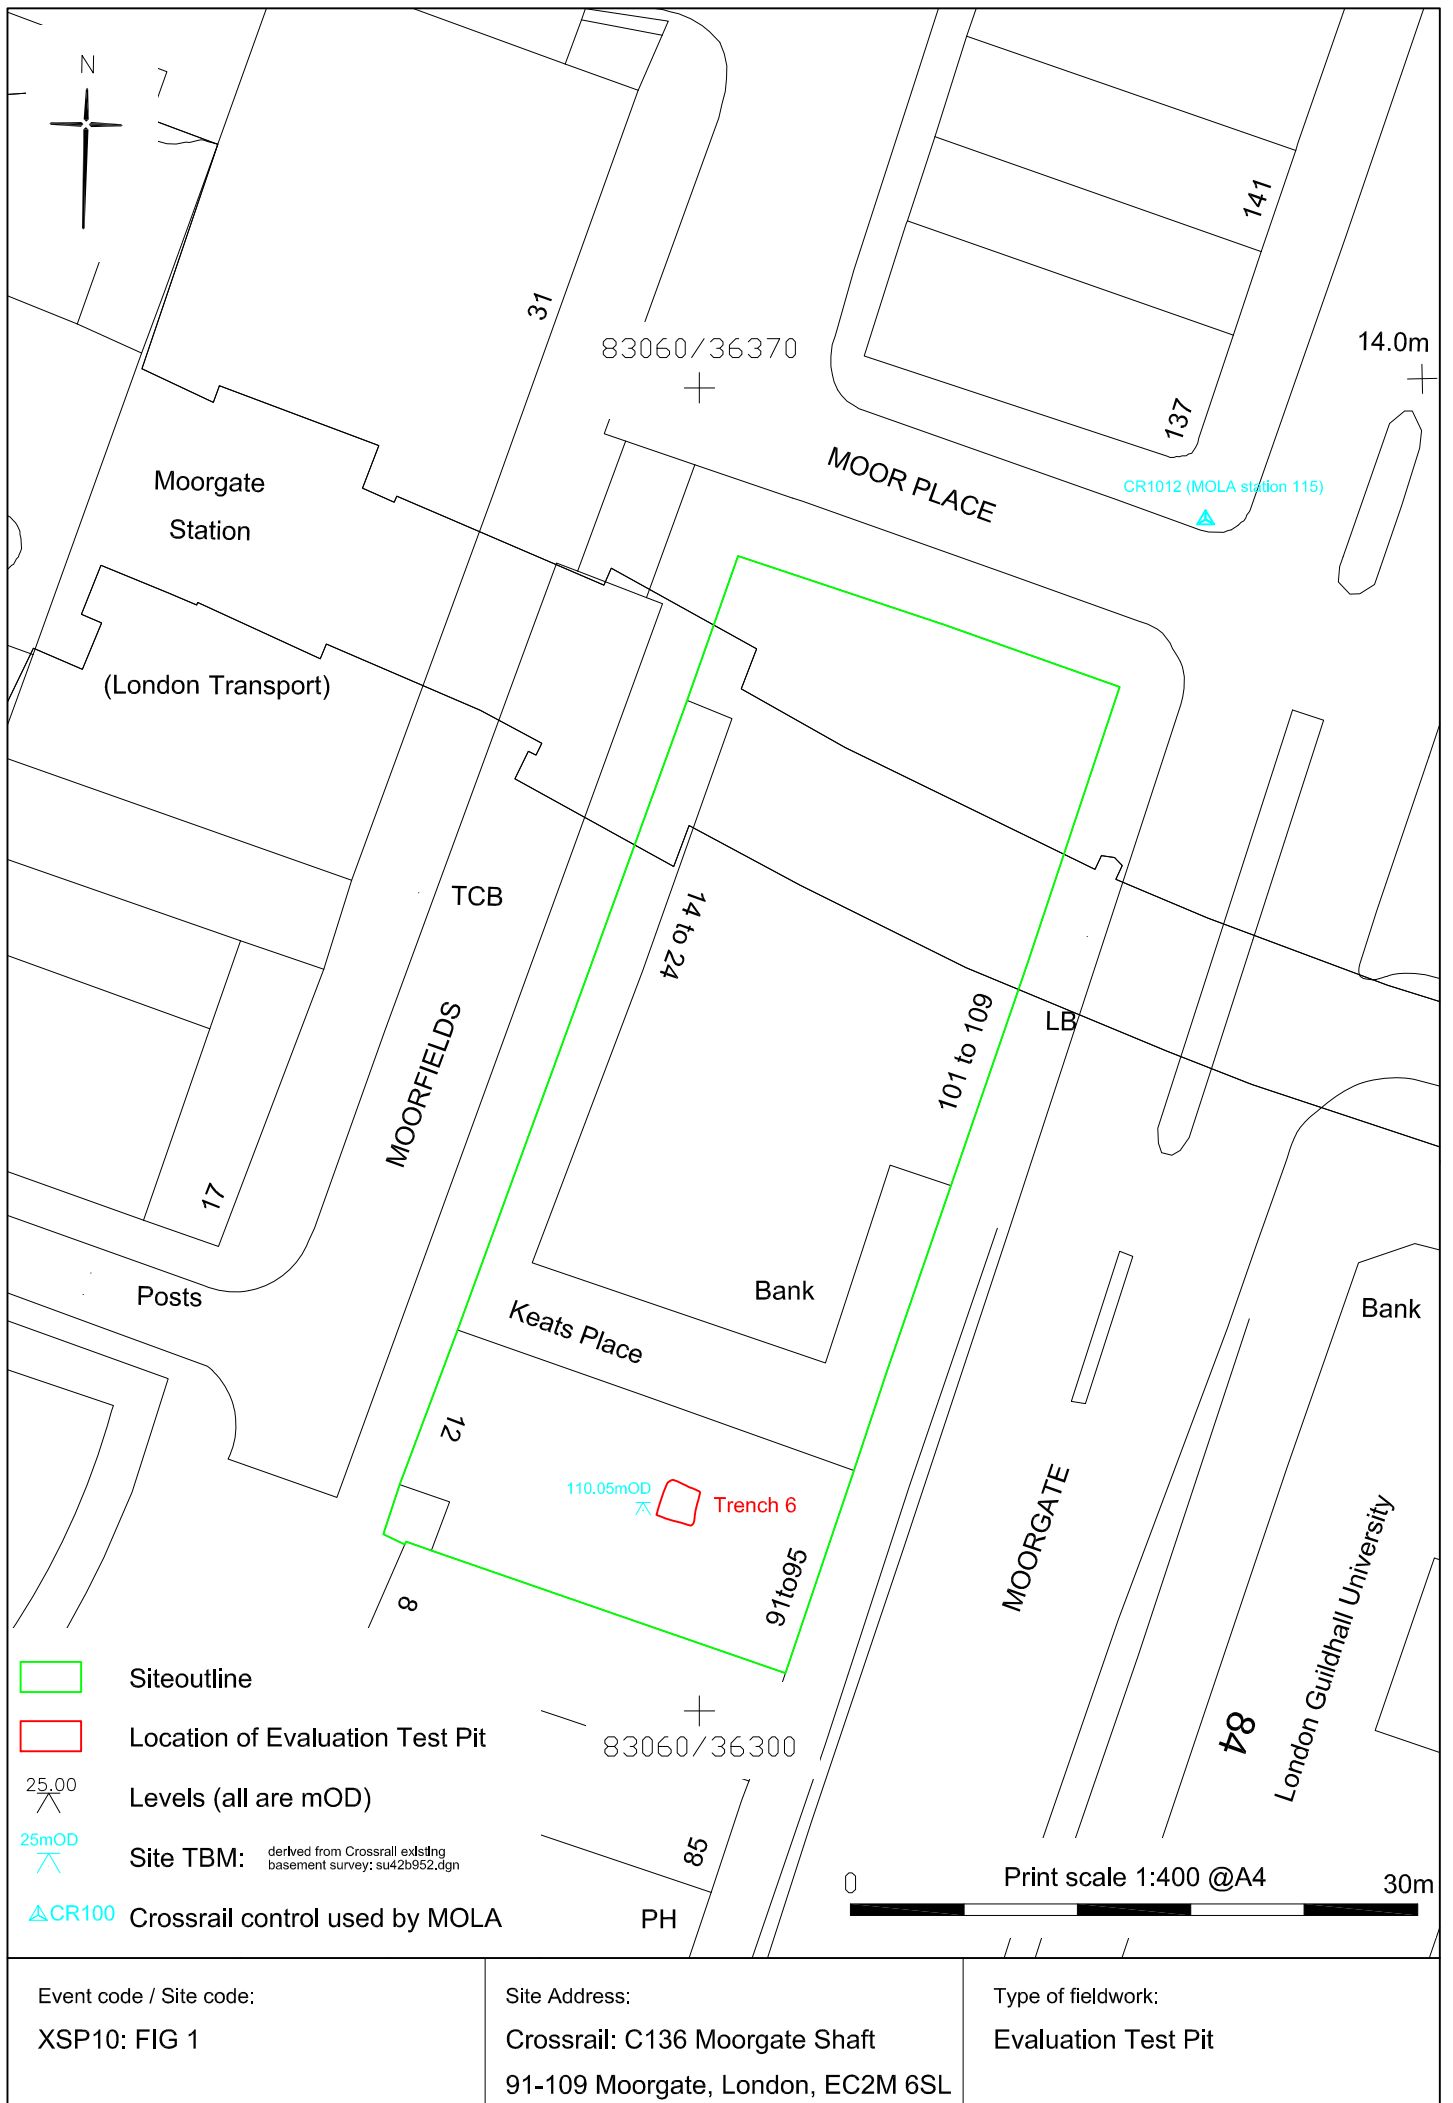 N
31
141
83060/36370
14.0m
137
MOOR PLACE
CR1012 (MOLA station 115)
Moorgate
Station
(London Transport)
TCB
14 to 24
101 to 109
LB
MOORFIELDS
17
Posts
Keats Place
Bank
Bank
12
110.05mOD
Trench 6
MOORGATE
London Guildhall University
91to95
8
84
Siteoutline
Location of Evaluation Test Pit
83060/36300
25.00
Levels (all are mOD)
25mOD
Site TBM:
derived from Crossrail existing
basement survey: su42b952.dgn
CR100
Crossrail control used by MOLA
85
PH
0
Print scale 1:400 @A4
30m
Event code / Site code:
XSP10: FIG 1
Site Address:
Crossrail: C136 Moorgate Shaft
91-109 Moorgate, London, EC2M 6SL
Type of fieldwork:
Evaluation Test Pit